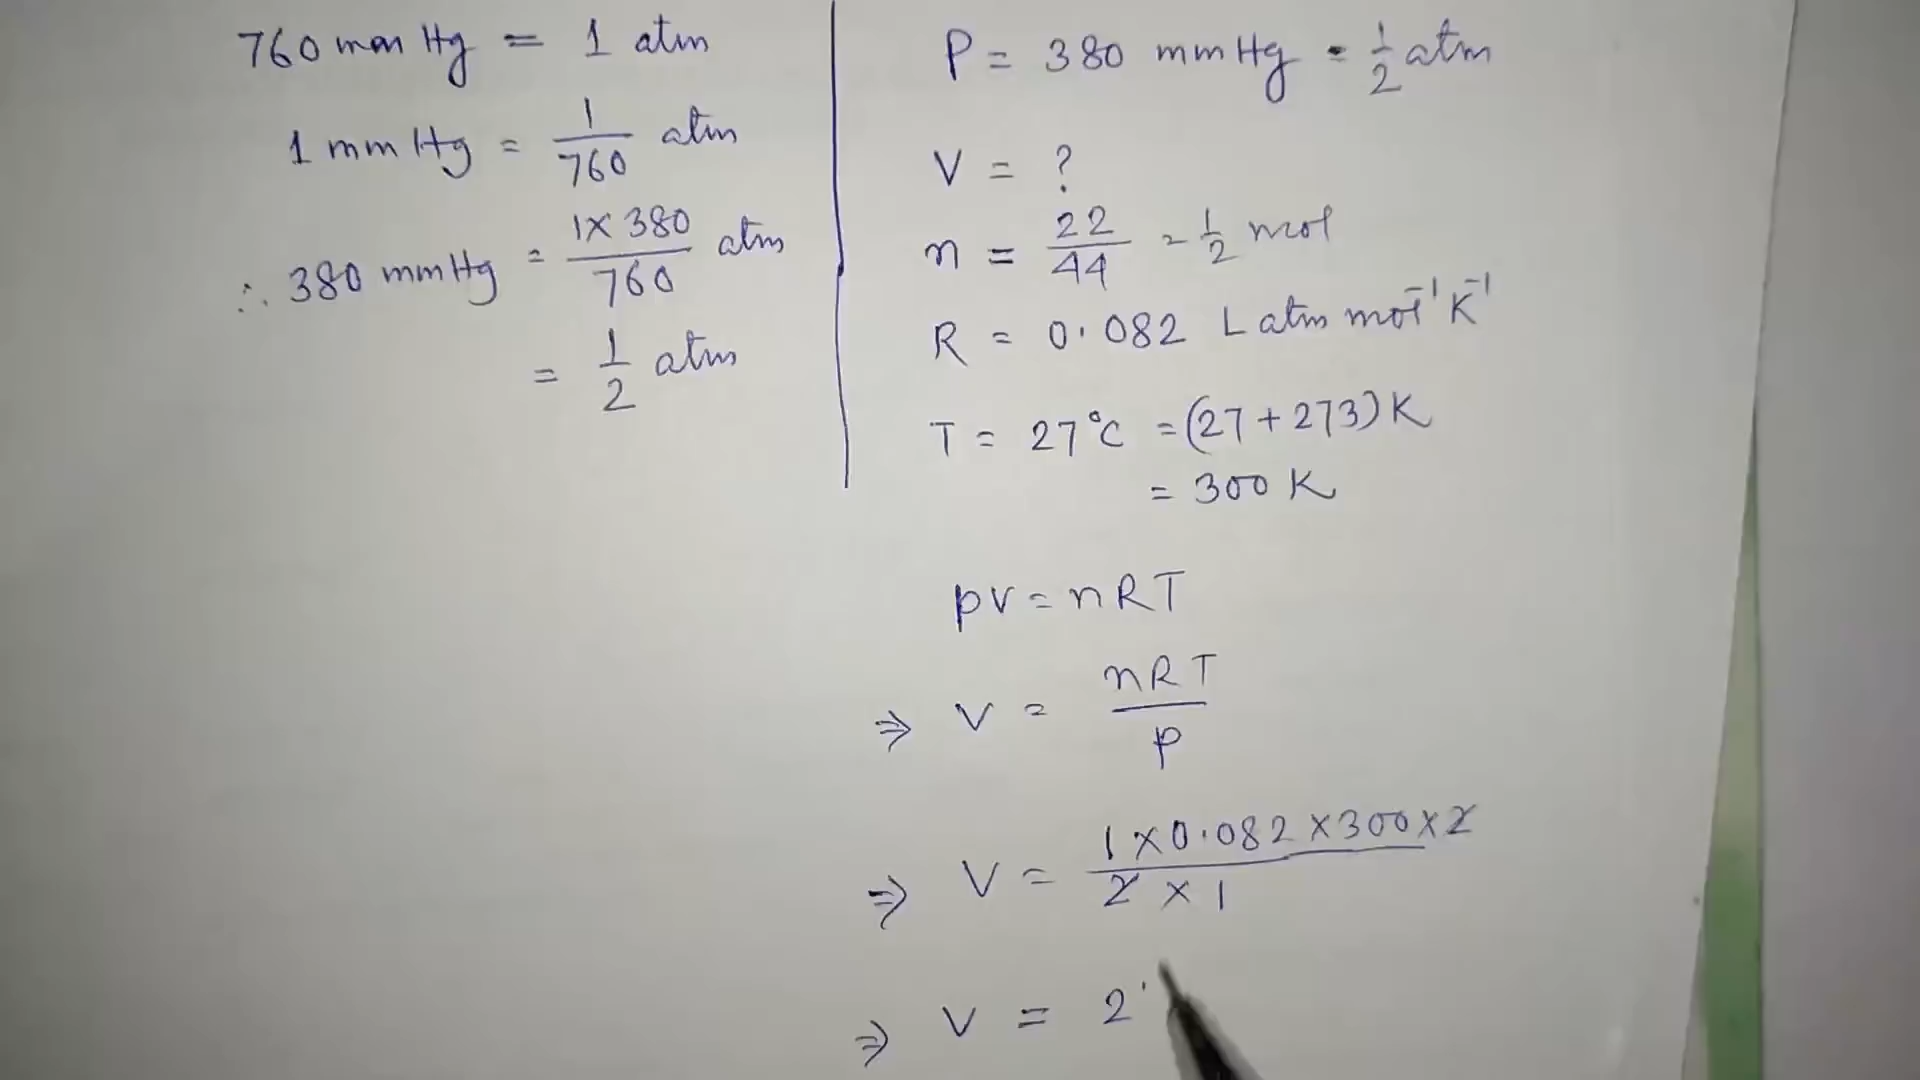 760 mm Hg = 1 atm
1 mm Hg = 1/760 atm
∴ 380 mm Hg = 1 × 380/760 atm
= 1/2 atm
P = 380 mm Hg = 1/2 atm
V = ?
n = 22/44 = 1/2 mol
R = 0.082 L atm mol⁻¹ K⁻¹
T = 27°C = (27 + 273) K
= 300 K
PV = nRT
⇒ V = nRT/P
⇒ V = 1 × 0.082 × 300 × 2/2 × 1
⇒ V = 2